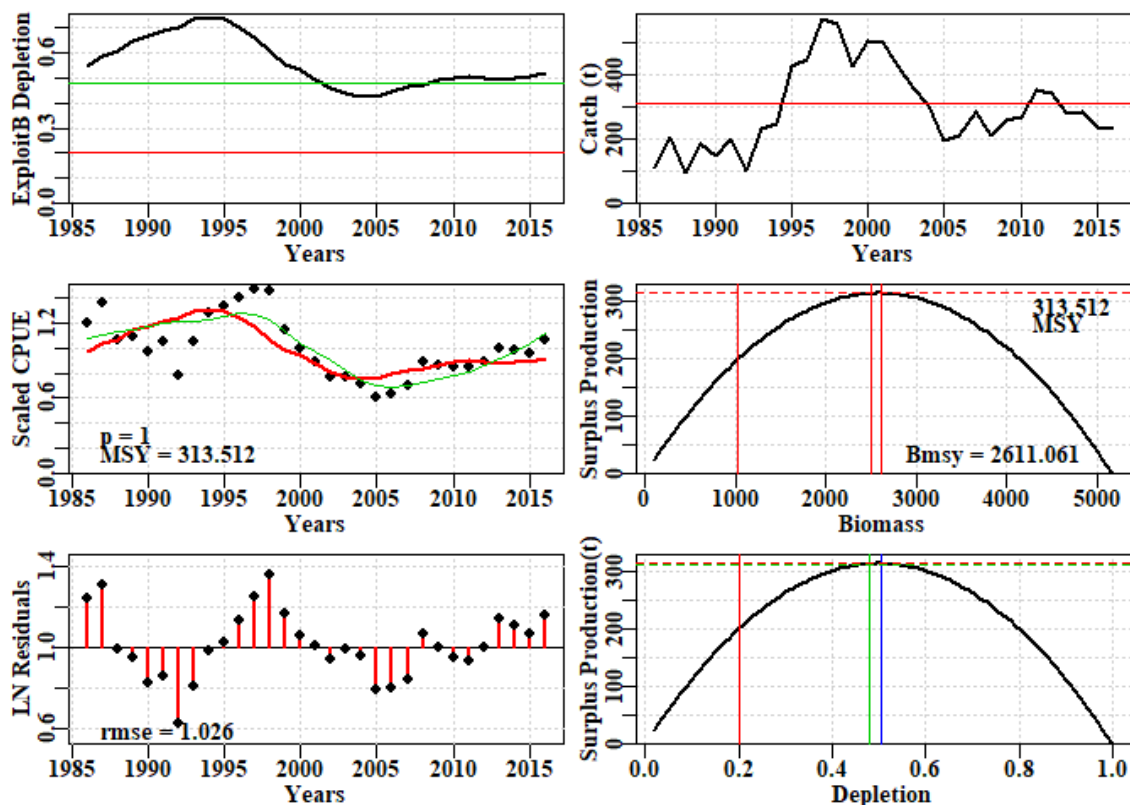 ExploitB Depletion
0.0 0.3 0.6
1985 1990 1995 2000 2005 2010 2015
Years
Catch (t)
0 200 400
1985 1990 1995 2000 2005 2010 2015
Years
Scaled CPUE
0.0 0.6 1.2
p = 1
MSY = 313.512
1985 1990 1995 2000 2005 2010 2015
Years
Surplus Production
0 100 200 300
313.512
MSY
Bmsy = 2611.061
0 1000 2000 3000 4000 5000
Biomass
LN Residuals
0.6 1.0 1.4
rmse = 1.026
1985 1990 1995 2000 2005 2010 2015
Years
Surplus Production(t)
0 100 200 300
0.0 0.2 0.4 0.6 0.8 1.0
Depletion